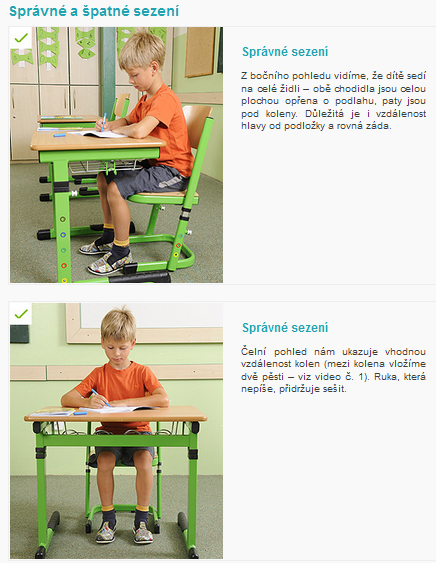 Správné a špatné sezení
Správné sezení
Z bočního pohledu vidíme, že dítě sedí
na celé židli – obě chodidla jsou celou
plochou opřena o podlahu, paty jsou
pod koleny. Důležitá je i vzdálenost
hlavy od podložky a rovná záda.
Správné sezení
Čelní pohled nám ukazuje vhodnou
vzdálenost kolen (mezi kolena vložíme
dvě pěsti – viz video č. 1). Ruka, která
nepíše, přidržuje sešit.